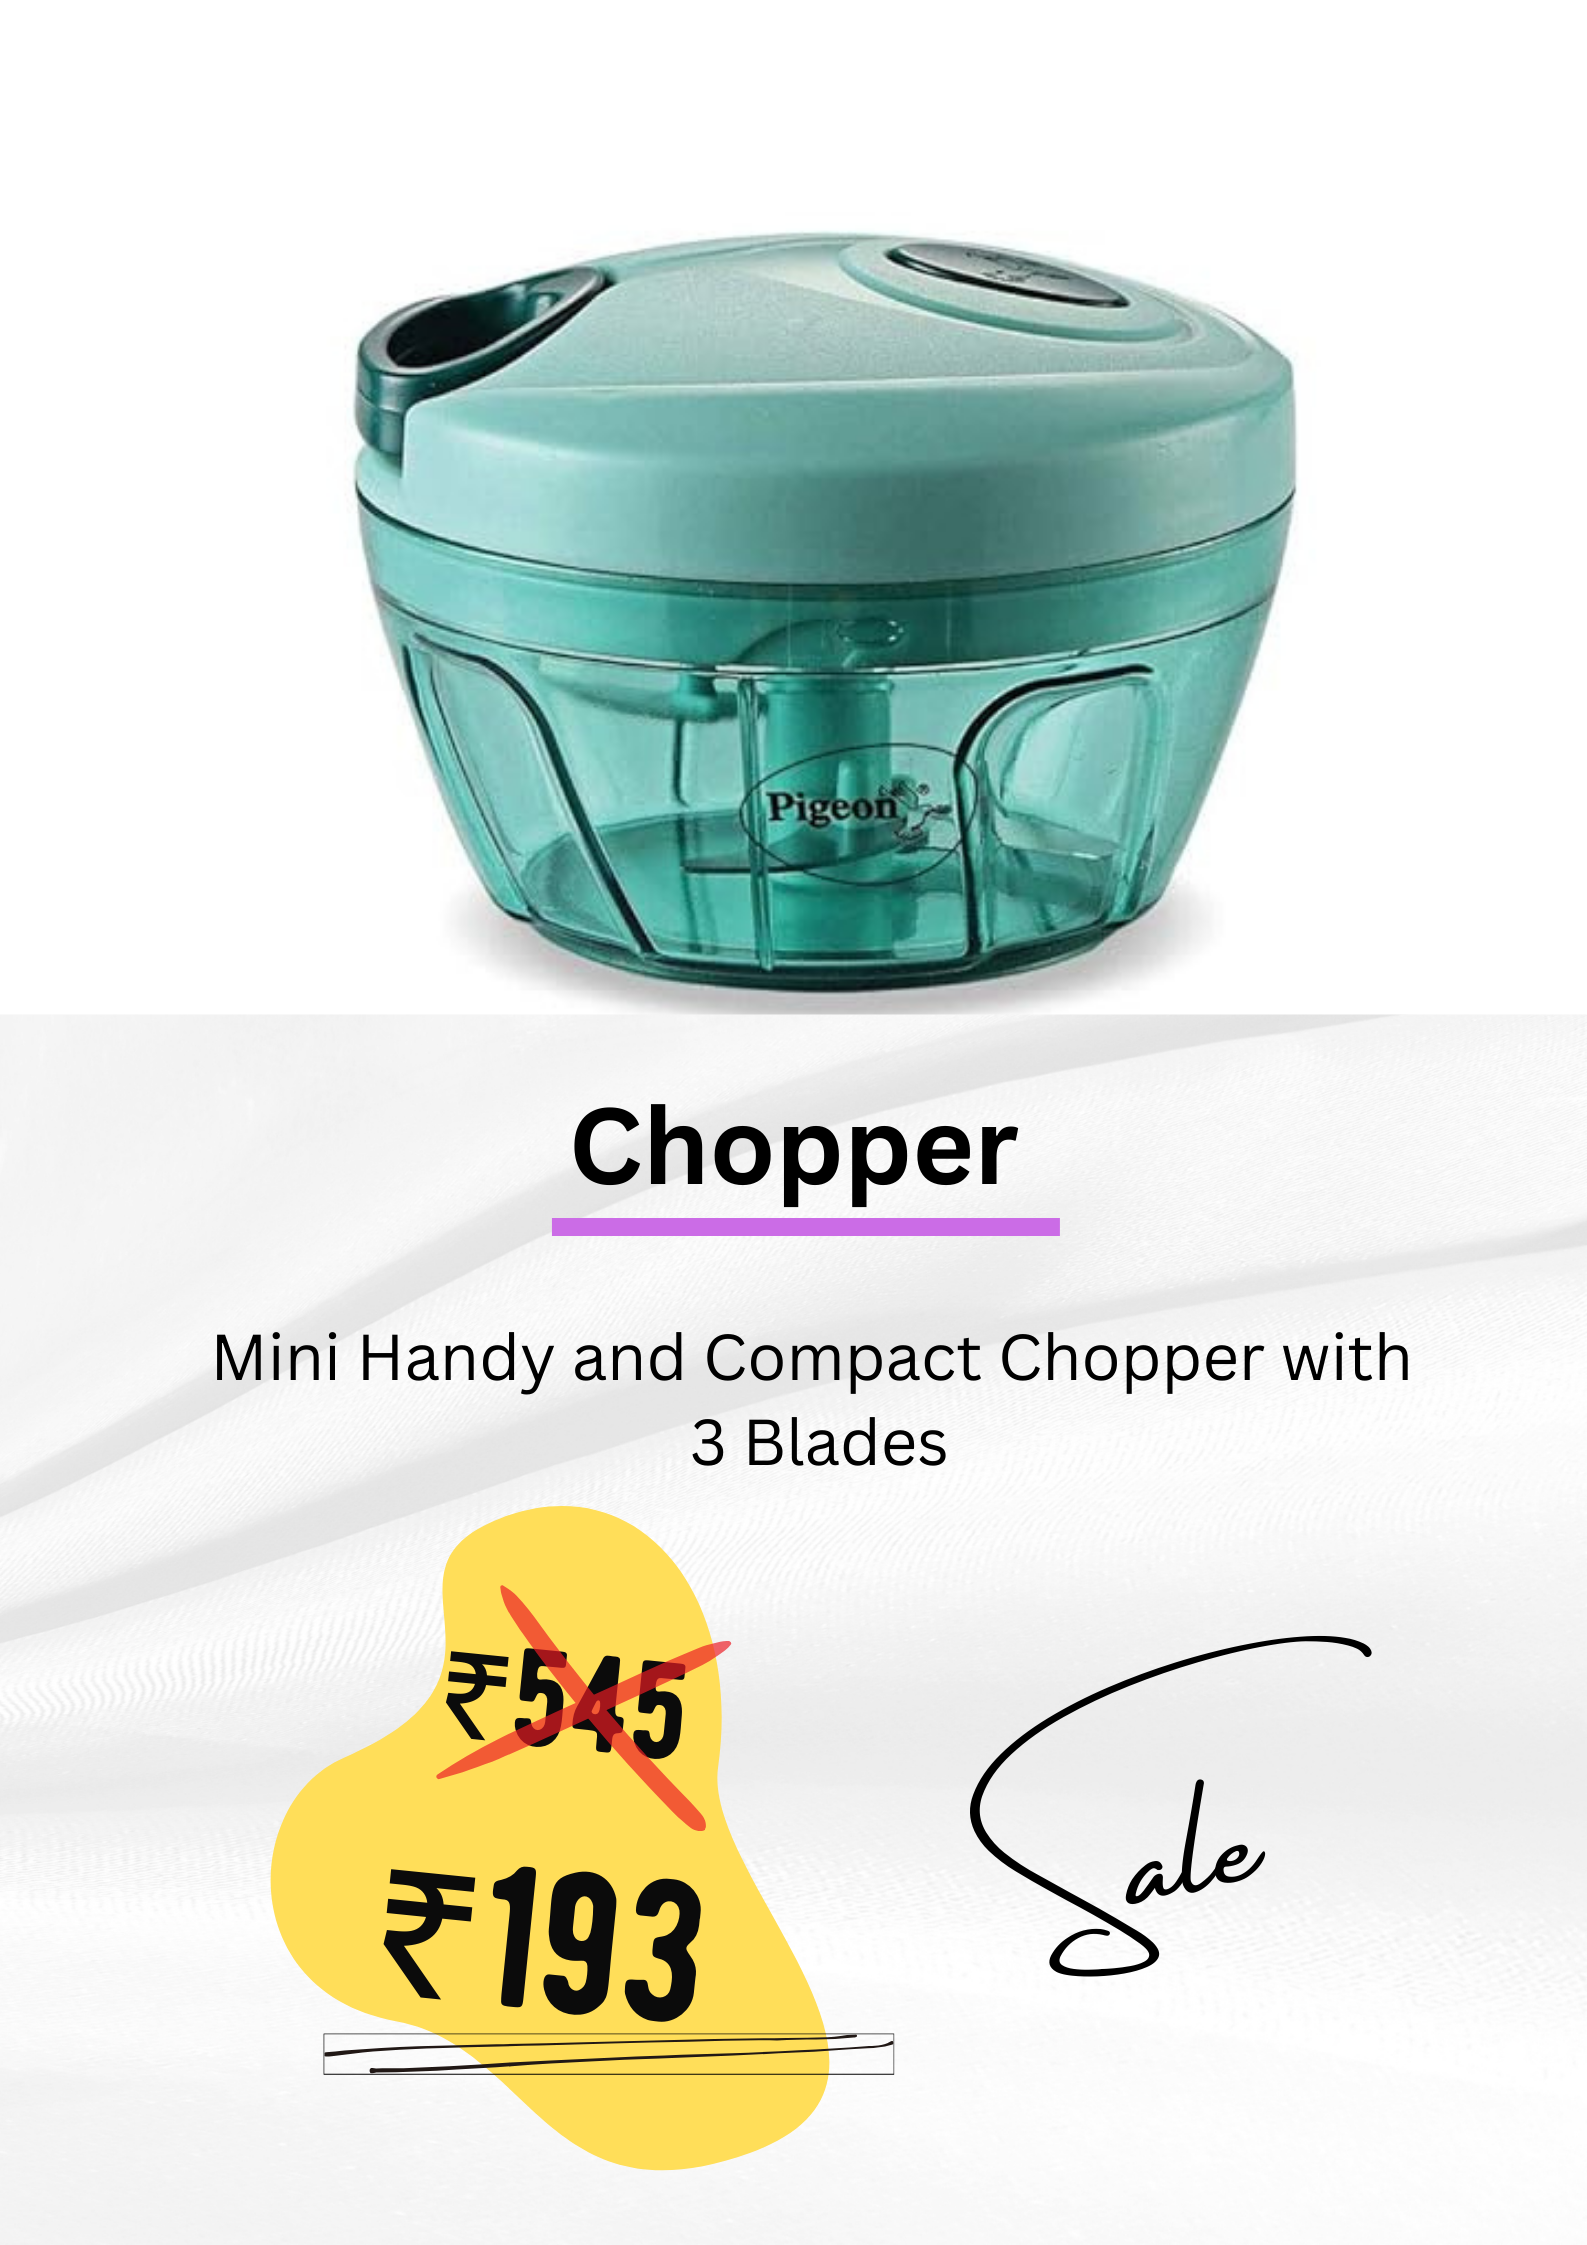 Pigeon®
Chopper
Mini Handy and Compact Chopper with
3 Blades
₹545
₹193
Sale